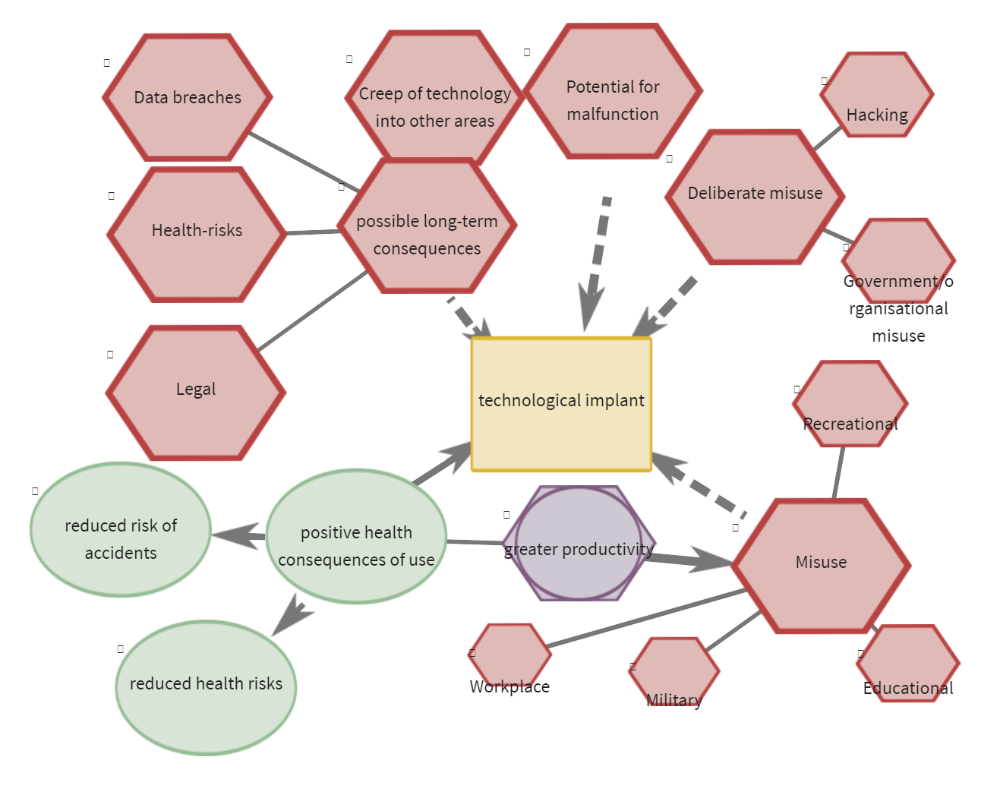 Data breaches
Creep of technology
into other areas
Potential for
malfunction
Hacking
Deliberate misuse
Health-risks
possible long-term
consequences
Government/o
rganisational
misuse
Legal
technological implant
Recreational
reduced risk of
accidents
positive health
consequences of use
greater productivity
Misuse
reduced health risks
Workplace
Military
Educational